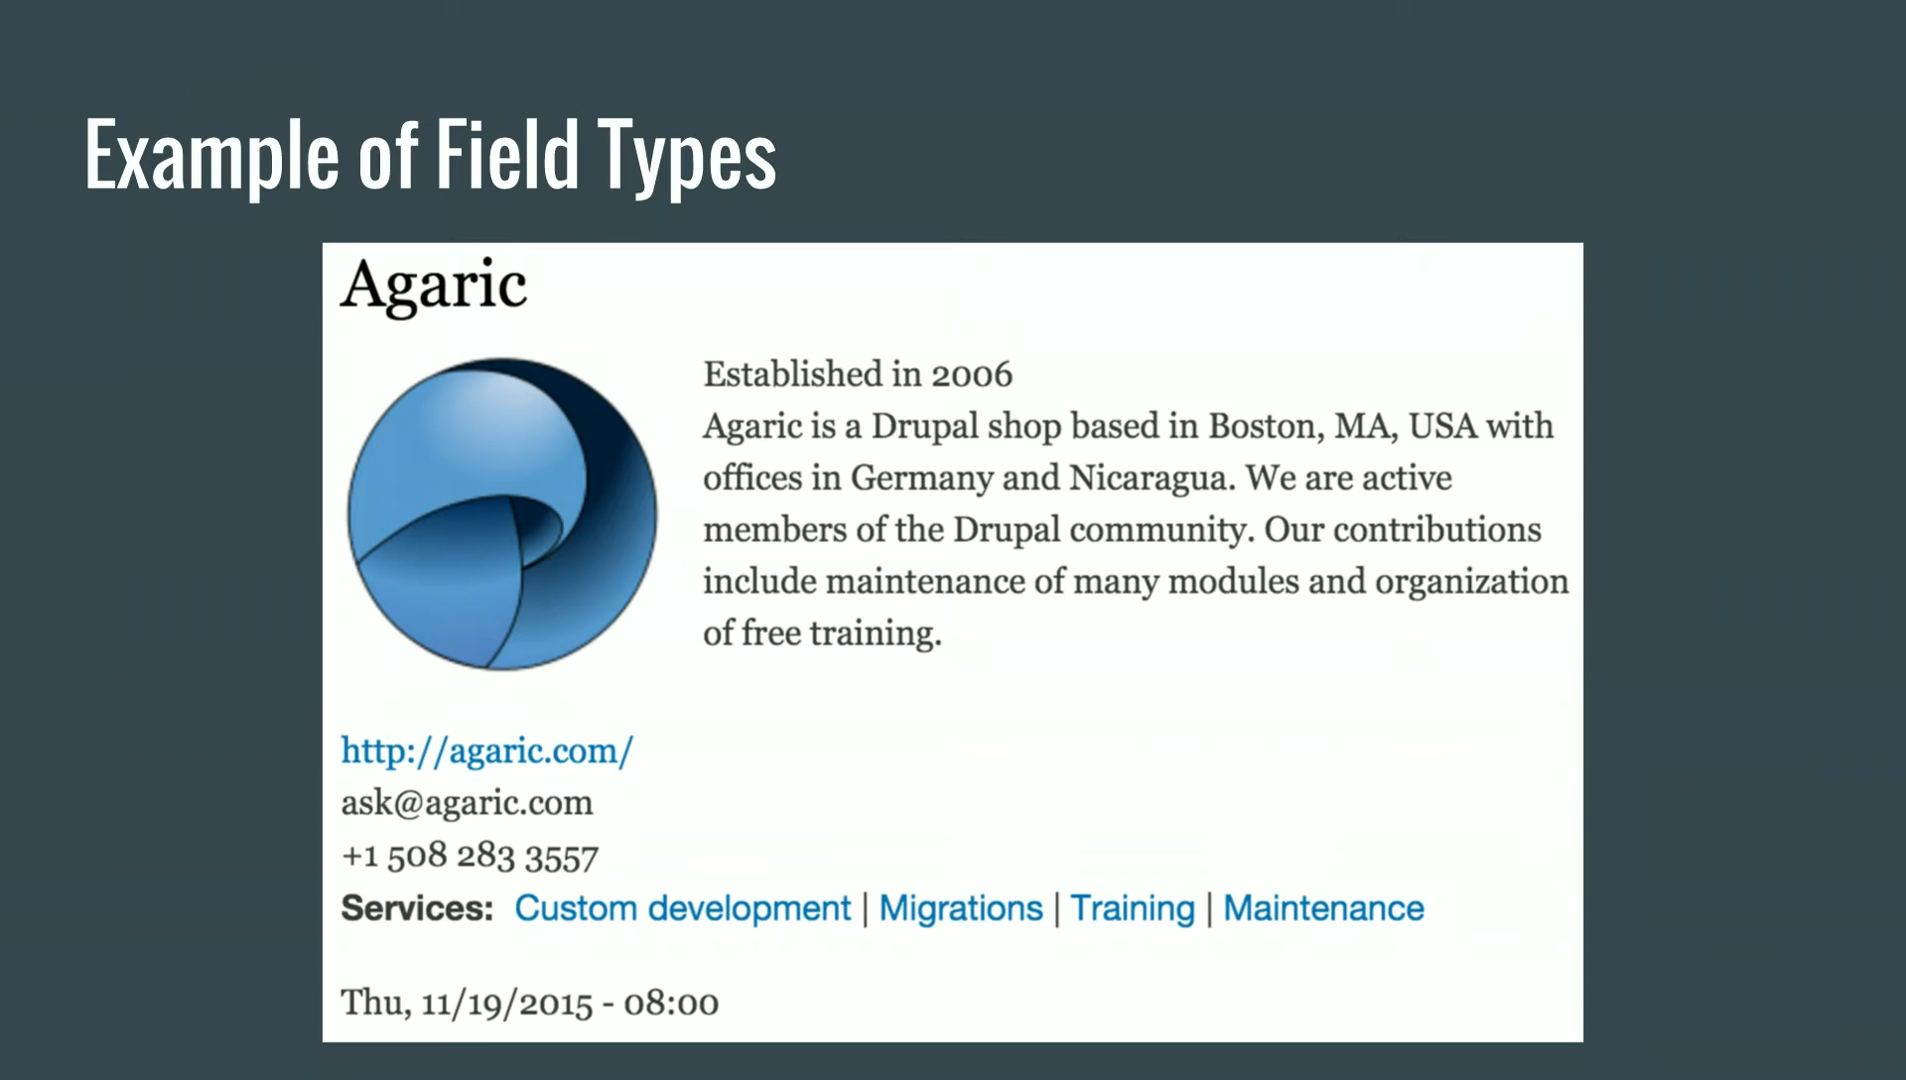 Example of Field Types
Agaric
Established in 2006
Agaric is a Drupal shop based in Boston, MA, USA with
offices in Germany and Nicaragua. We are active
members of the Drupal community. Our contributions
include maintenance of many modules and organization
of free training.
http://agaric.com/
ask@agaric.com
+1 508 283 3557
Services: Custom development | Migrations | Training | Maintenance
Thu, 11/19/2015 - 08:00